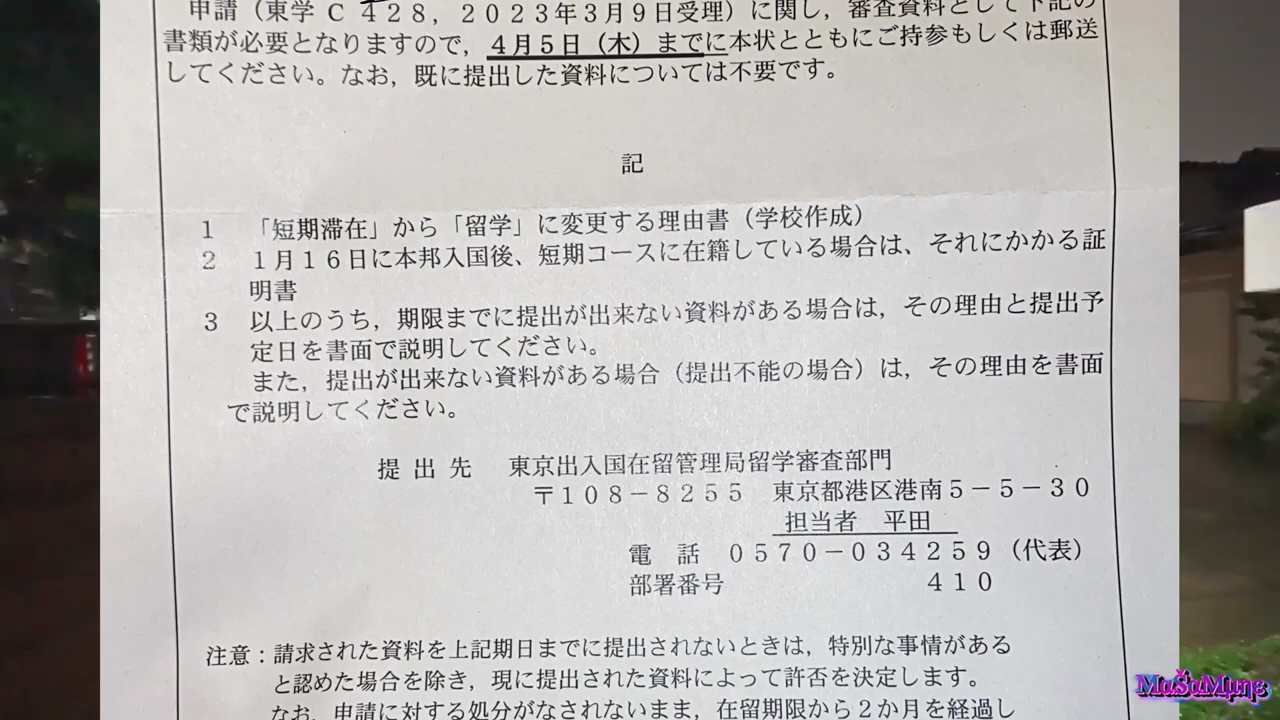 申請（東学Ｃ４２８，２０２３年３月９日受理）に関し，審査資料として下記の
書類が必要となりますので，４月５日（木）までに本状とともにご持参もしくは郵送
してください。なお，既に提出した資料については不要です。
記
１　「短期滞在」から「留学」に変更する理由書（学校作成）
２　１月１６日に本邦入国後、短期コースに在籍している場合は、それにかかる証
明書
３　以上のうち，期限までに提出が出来ない資料がある場合は，その理由と提出予
定日を書面で説明してください。
また，提出が出来ない資料がある場合（提出不能の場合）は，その理由を書面
で説明してください。
提出先　東京出入国在留管理局留学審査部門
〒１０８－８２５５　東京都港区港南５－５－３０
担当者　平田
電話　０５７０－０３４２５９（代表）
部署番号　４１０
注意：請求された資料を上記期日までに提出されないときは，特別な事情がある
と認めた場合を除き，現に提出された資料によって許否を決定します。
なお，申請に対する処分がなされないまま，在留期限から２か月を経過し
MaSaMung